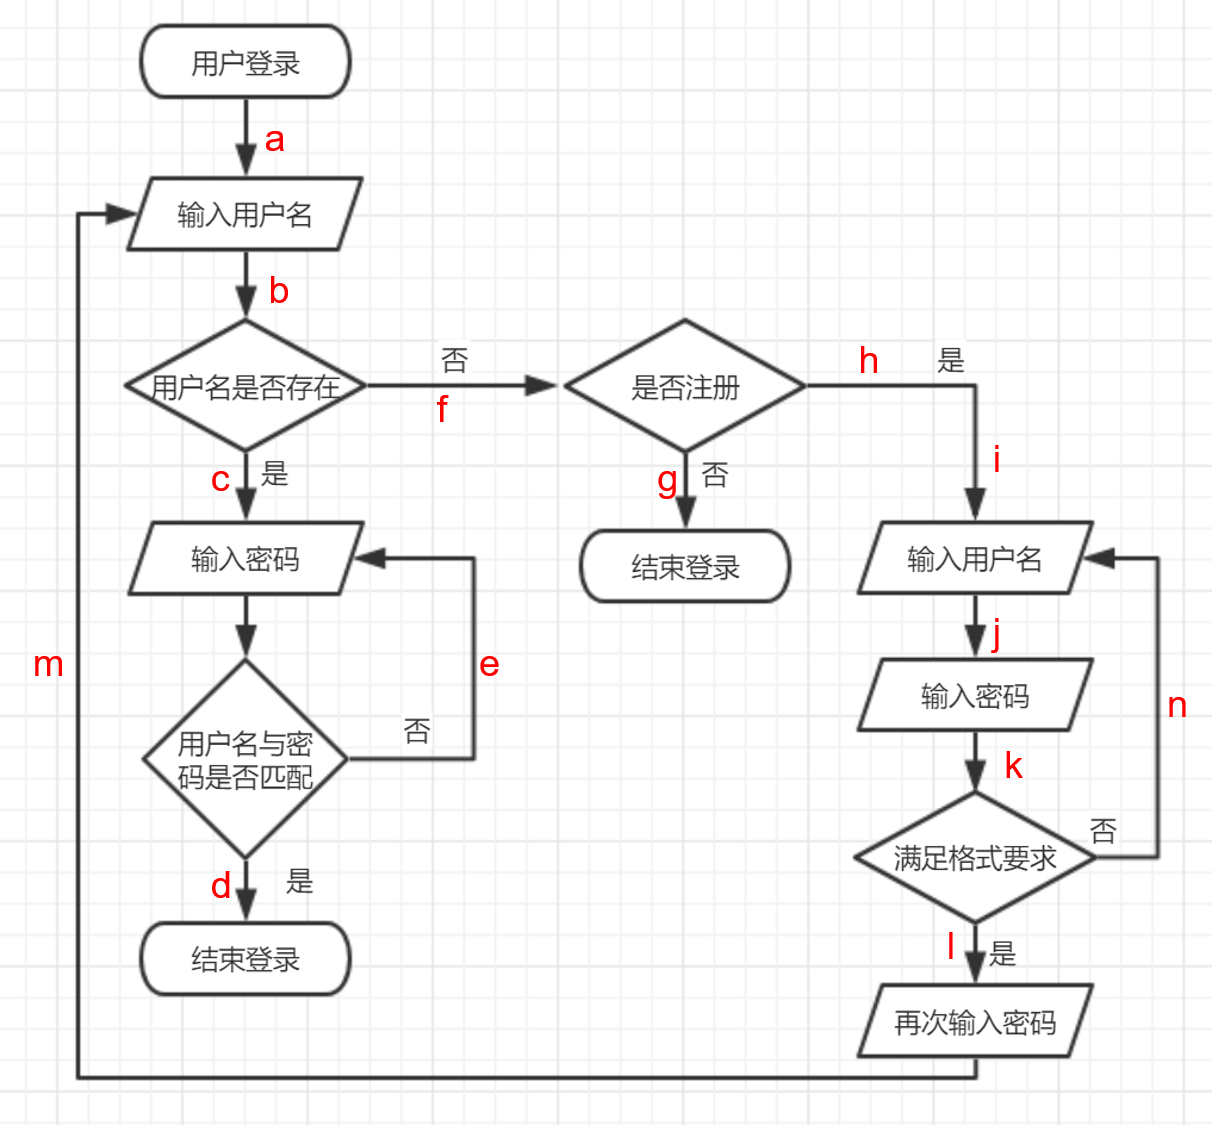 用户登录
a
输入用户名
b
用户名是否存在
否
f
是否注册
h
是
c
是
g
否
i
输入密码
结束登录
输入用户名
j
m
e
输入密码
n
用户名与密
码是否匹配
否
k
满足格式要求
否
d
是
l
是
结束登录
再次输入密码